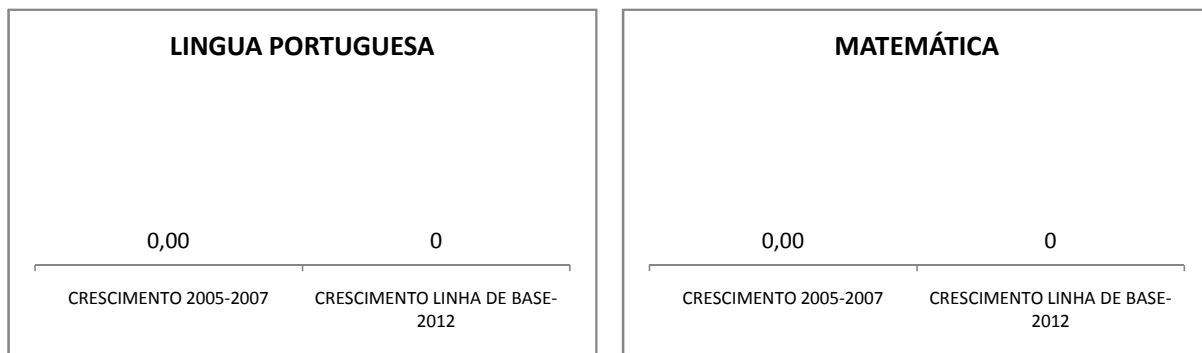 LINGUA PORTUGUESA
0,00
0
CRESCIMENTO 2005-2007
CRESCIMENTO LINHA DE BASE-
2012
MATEMÁTICA
0,00
0
CRESCIMENTO 2005-2007
CRESCIMENTO LINHA DE BASE-
2012